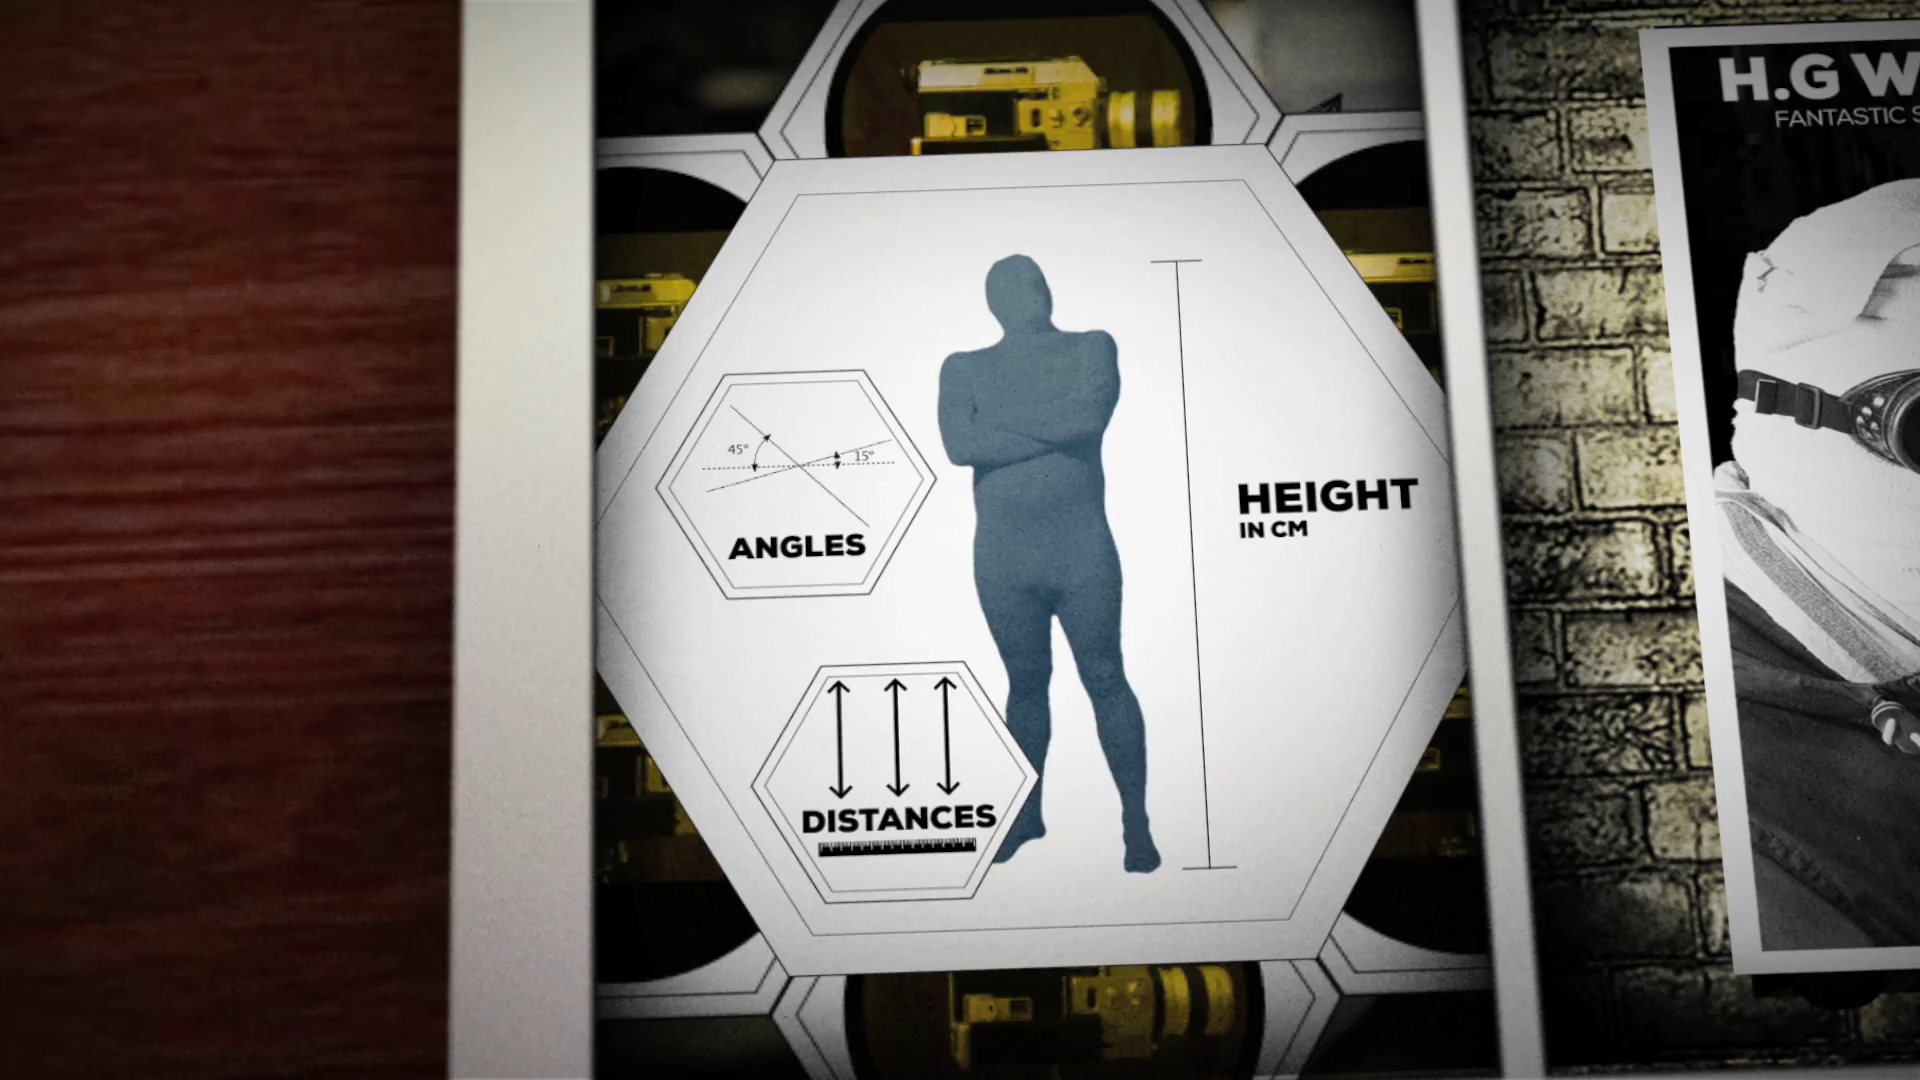 H.G W
FANTASTIC S
45°
15°
ANGLES
HEIGHT
IN CM
DISTANCES